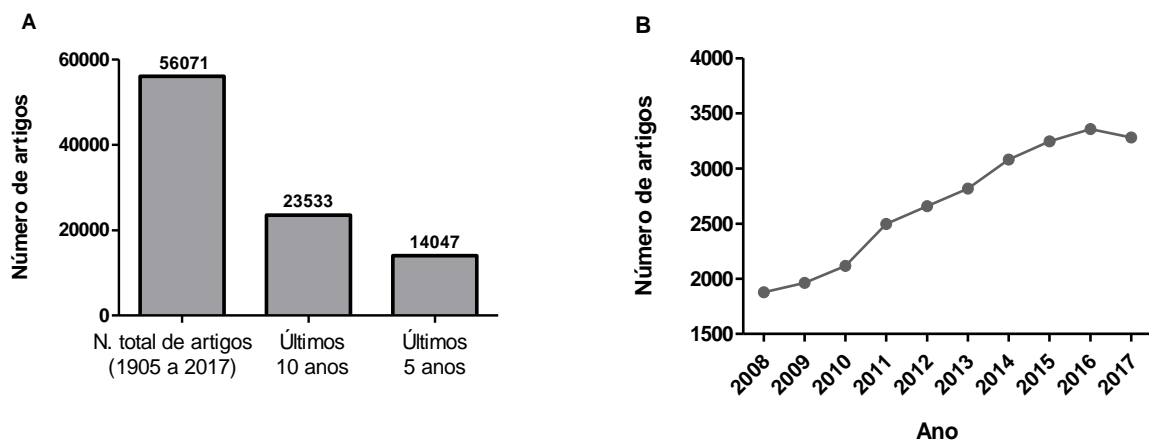 A
Número de artigos
60000
40000
20000
0
56071
23533
14047
N. total de artigos
(1905 a 2017)
Últimos
10 anos
Últimos
5 anos
B
Número de artigos
4000
3500
3000
2500
2000
1500
2008
2009
2010
2011
2012
2013
2014
2015
2016
2017
Ano